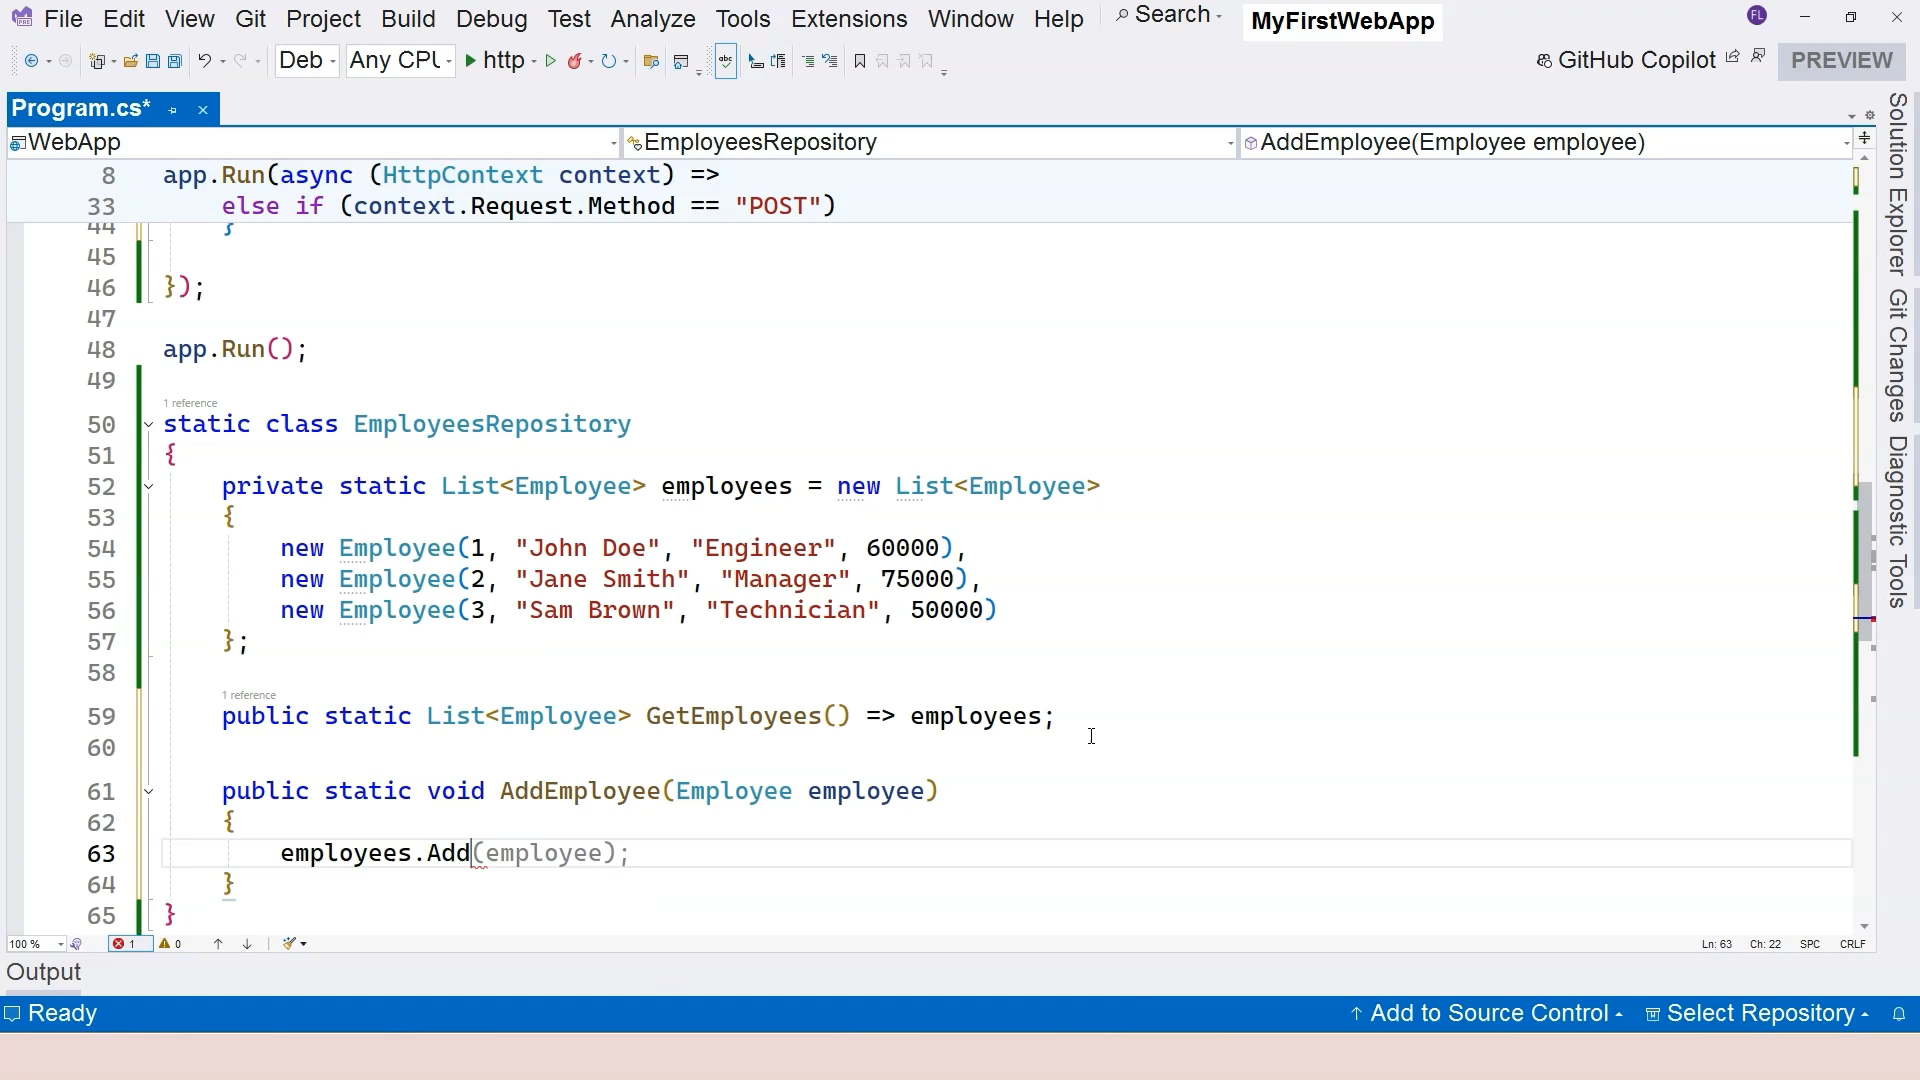 File Edit View Git Project Build Debug Test Analyze Tools Extensions Window Help Search MyFirstWebApp FL
Deb Any CPU http abc GitHub Copilot PREVIEW
Program.cs*
WebApp EmployeesRepository AddEmployee(Employee employee)
8 app.Run(async (HttpContext context) =>
33 else if (context.Request.Method == "POST")
44 }
45
46 });
47
48 app.Run();
49
1 reference
50 static class EmployeesRepository
51 {
52 private static List<Employee> employees = new List<Employee>
53 {
54 new Employee(1, "John Doe", "Engineer", 60000),
55 new Employee(2, "Jane Smith", "Manager", 75000),
56 new Employee(3, "Sam Brown", "Technician", 50000)
57 };
58
1 reference
59 public static List<Employee> GetEmployees() => employees;
60
61 public static void AddEmployee(Employee employee)
62 {
63 employees.Add(employee);
64 }
65 }
100 % 1 0 Ln: 63 Ch: 22 SPC CRLF
Output
Ready Add to Source Control Select Repository
Solution Explorer
Git Changes
Diagnostic Tools